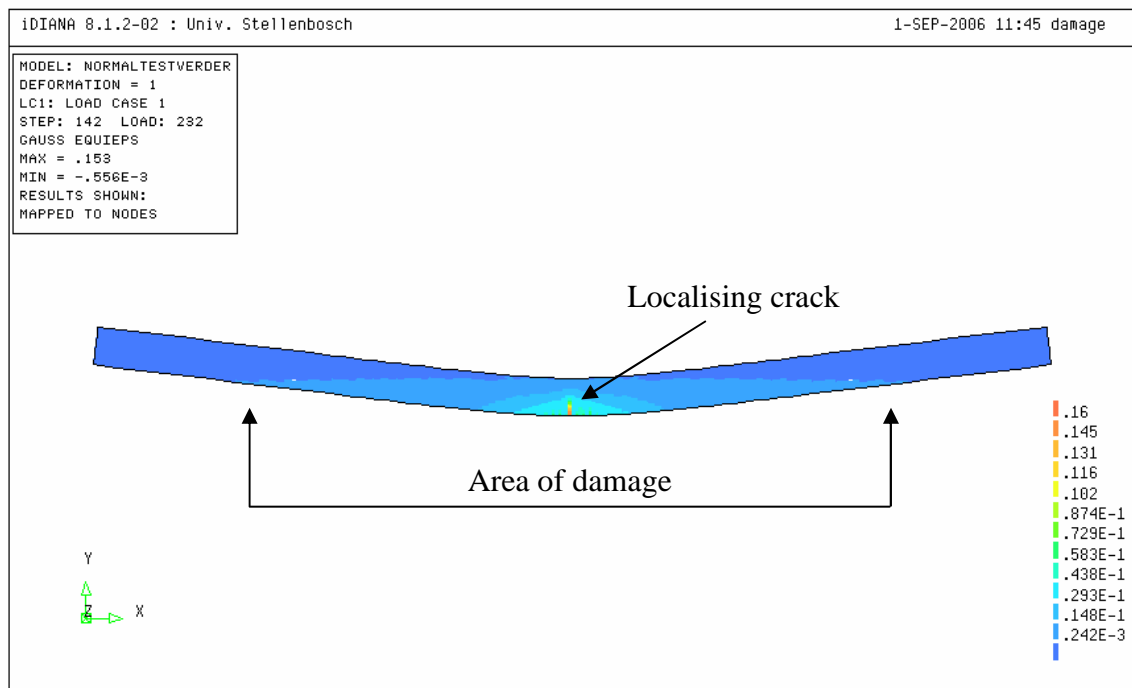 iDIANA 8.1.2-02 : Univ. Stellenbosch
1-SEP-2006 11:45 damage
MODEL: NORMALTESTVERDER
DEFORMATION = 1
LC1: LOAD CASE 1
STEP: 142 LOAD: 232
GAUSS EQUIEPS
MAX = .153
MIN = -.556E-3
RESULTS SHOWN:
MAPPED TO NODES
Localising crack
Area of damage
.16
.145
.131
.116
.102
.874E-1
.729E-1
.583E-1
.438E-1
.293E-1
.148E-1
.242E-3
Y
Z
X